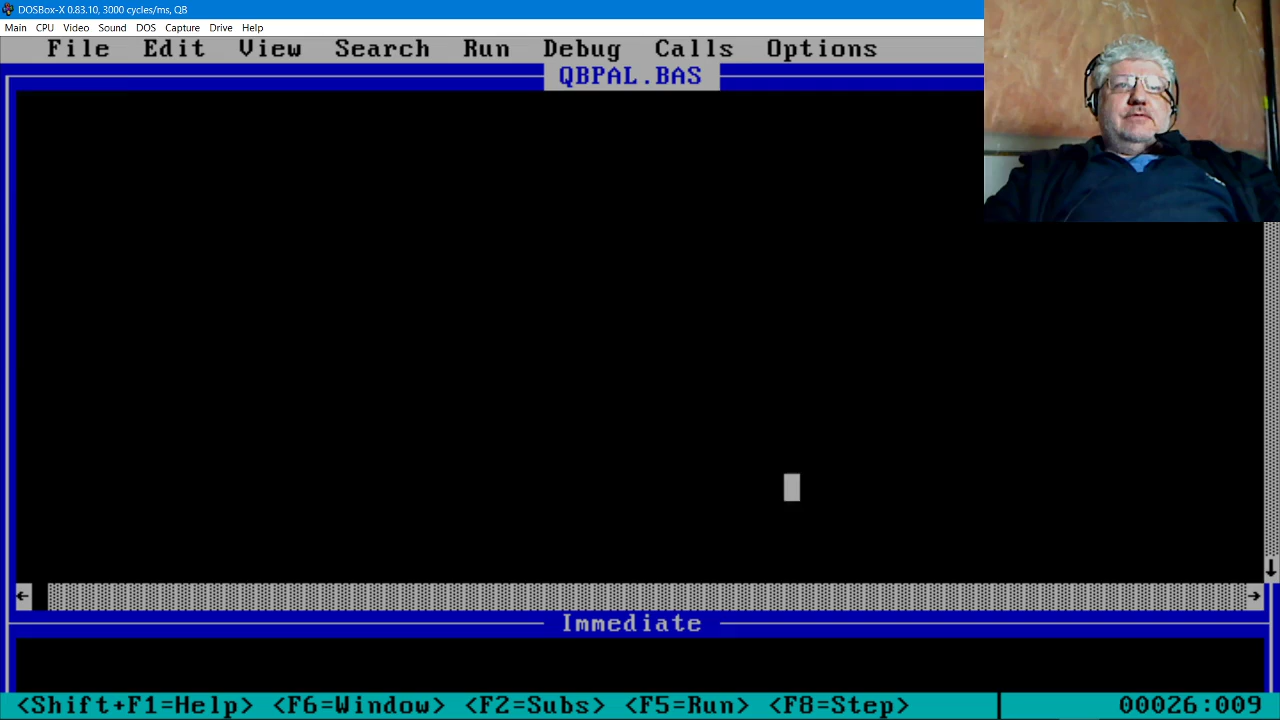 DOSBox-X 0.83.10, 3000 cycles/ms, QB
Main CPU Video Sound DOS Capture Drive Help
File Edit View Search Run Debug Calls Options
QBPAL.BAS
Immediate
<Shift+F1=Help> <F6=Window> <F2=Subs> <F5=Run> <F8=Step> 00026:009